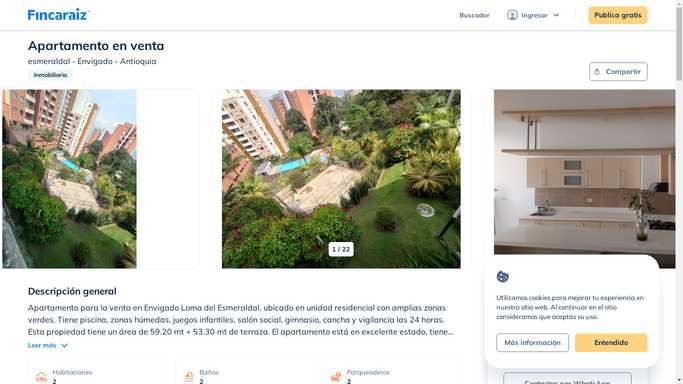 Fincaraiz
Buscador
Ingresar
Publica gratis
Apartamento en venta
esmeraldal - Envigado - Antioquia
Inmobiliaria
Compartir
1 / 22
Descripción general
Apartamento para la venta en Envigado Loma del Esmeraldal, ubicado en unidad residencial con amplias zonas
verdes. Tiene piscina, zonas húmedas, juegos infantiles, salón social, gimnasio, cancha y vigilancia las 24 horas.
Esta propiedad tiene un área de 59.20 mt + 53.30 mt de terraza. El apartamento está en excelente estado, tiene...
Leer más
Habitaciones
2
Baños
2
Parqueaderos
2
Utilizamos cookies para mejorar tu experiencia en
nuestro sitio web. Al continuar en el sitio
consideramos que aceptas su uso.
Más información
Entendido
Contactar por WhatsApp